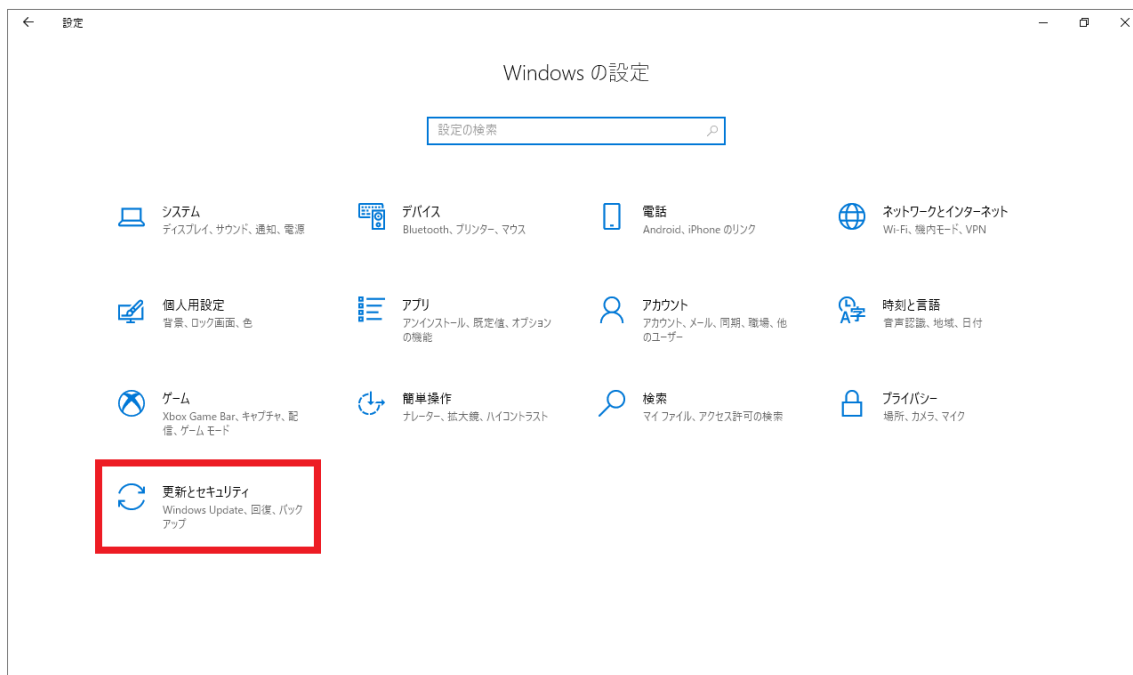 設定
Windows の設定
設定の検索
システム
ディスプレイ、サウンド、通知、電源
デバイス
Bluetooth、プリンター、マウス
電話
Android、iPhone のリンク
ネットワークとインターネット
Wi-Fi、機内モード、VPN
個人用設定
背景、ロック画面、色
アプリ
アンインストール、既定値、オプション
の機能
アカウント
アカウント、メール、同期、職場、他
のユーザー
時刻と言語
音声認識、地域、日付
ゲーム
Xbox Game Bar、キャプチャ、配
信、ゲーム モード
簡単操作
ナレーター、拡大鏡、ハイコントラスト
検索
マイ ファイル、アクセス許可の検索
プライバシー
場所、カメラ、マイク
更新とセキュリティ
Windows Update、回復、バック
アップ